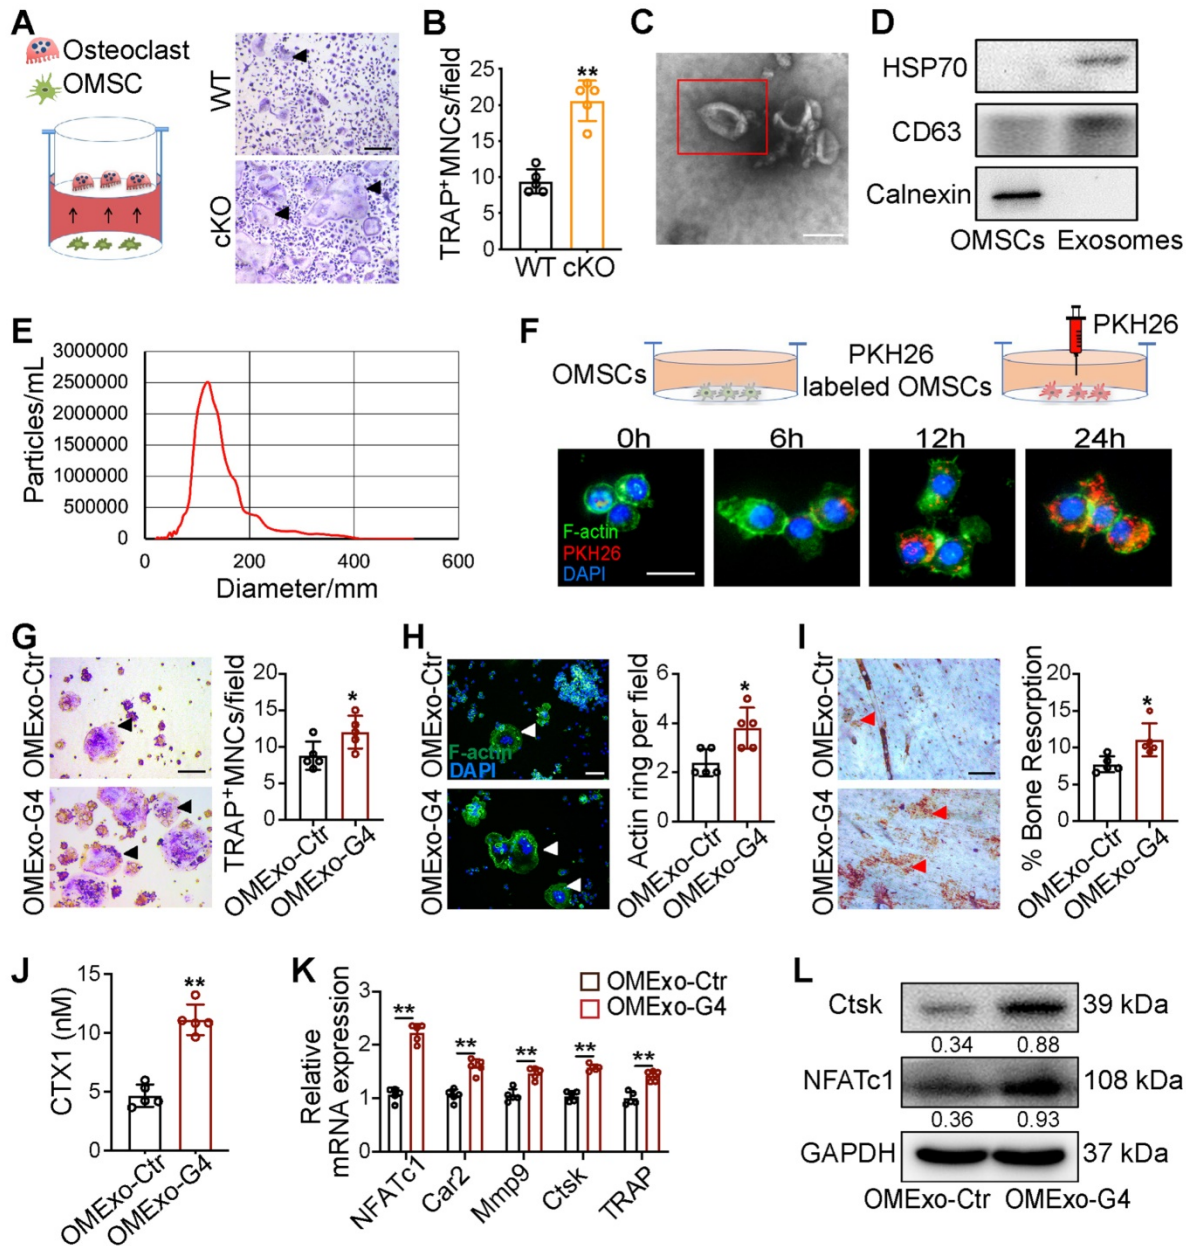 A
Osteoclast
OMSC
WT
cKO
B
TRAP⁺MNCs/field
25
20
15
10
5
0
**
WT cKO
C
D
HSP70
CD63
Calnexin
OMSCs Exosomes
E
Particles/mL
3000000
2500000
2000000
1500000
1000000
500000
0
0 200 400 600
Diameter/mm
F
OMSCs
PKH26
labeled OMSCs
PKH26
0h 6h 12h 24h
F-actin
PKH26
DAPI
G
OMExo-Ctr
OMExo-G4
TRAP⁺MNCs/field
20
15
10
5
0
*
OMExo-Ctr
OMExo-G4
H
OMExo-Ctr
OMExo-G4
F-actin
DAPI
Actin ring per field
6
4
2
0
*
OMExo-Ctr
OMExo-G4
I
OMExo-Ctr
OMExo-G4
% Bone Resorption
20
15
10
5
0
*
OMExo-Ctr
OMExo-G4
J
CTX1 (nM)
15
10
5
0
**
OMExo-Ctr
OMExo-G4
K
OMExo-Ctr
OMExo-G4
Relative
mRNA expression
3
2
1
0
** ** ** ** **
NFATc1 Car2 Mmp9 Ctsk TRAP
L
Ctsk 39 kDa
0.34 0.88
NFATc1 108 kDa
0.36 0.93
GAPDH 37 kDa
OMExo-Ctr OMExo-G4